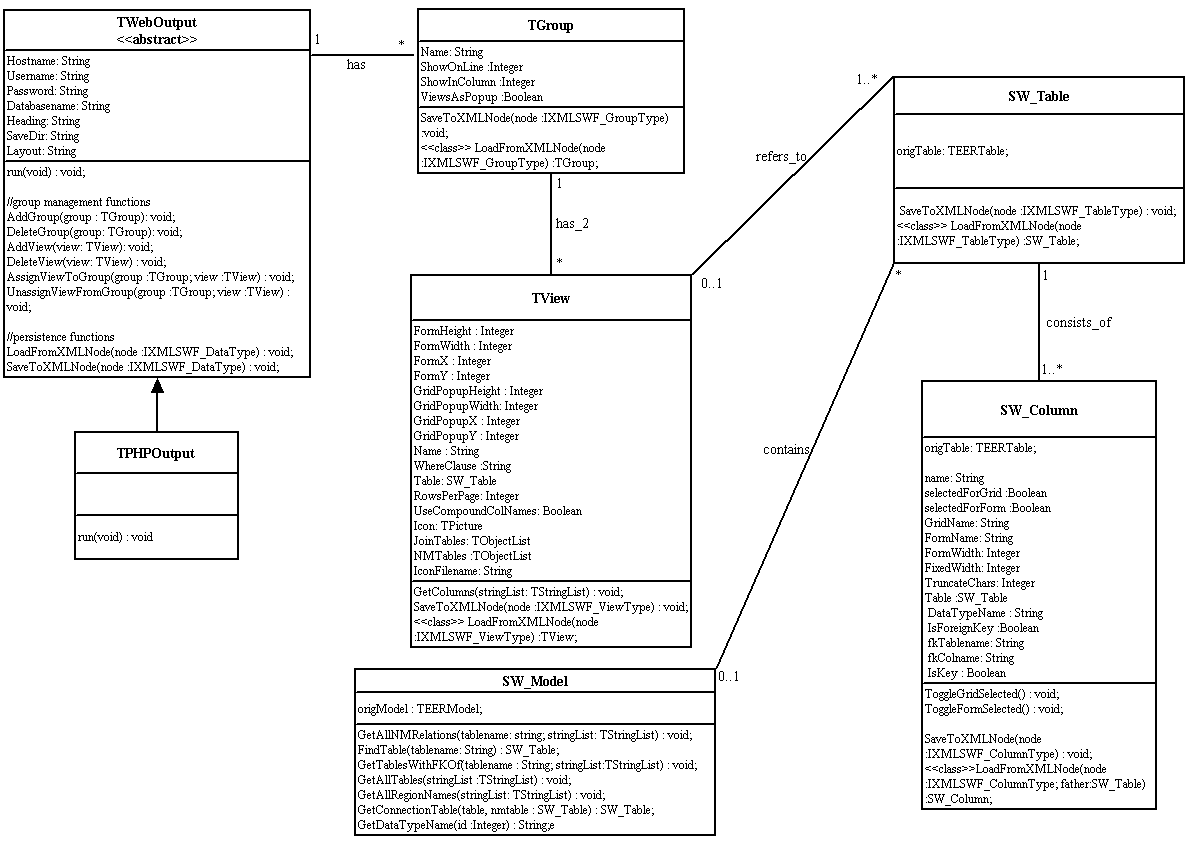 TWebOutput
<<abstract>>
Hostname: String
Username: String
Password: String
Databasename: String
Heading: String
SaveDir: String
Layout: String
run(void) : void;
//group management functions
AddGroup(group : TGroup): void;
DeleteGroup(group: TGroup): void;
AddView(view: TView): void;
DeleteView(view: TView) : void;
AssignViewToGroup(group :TGroup; view :TView) : void;
UnassignViewFromGroup(group :TGroup; view :TView) :
void;
//persistence functions
LoadFromXMLNode(node :IXMLSWF_DataType) : void;
SaveToXMLNode(node :IXMLSWF_DataType) : void;
TPHPOutput
run(void) : void
1
*
has
TGroup
Name: String
ShowOnLine :Integer
ShowInColumn :Integer
ViewsAsPopup :Boolean
SaveToXMLNode(node :IXMLSWF_GroupType)
:void;
<<class>> LoadFromXMLNode(node
:IXMLSWF_GroupType) :TGroup;
1
has_2
*
TView
FormHeight : Integer
FormWidth : Integer
FormX : Integer
FormY : Integer
GridPopupHeight : Integer
GridPopupWidth: Integer
GridPopupX : Integer
GridPopupY : Integer
Name : String
WhereClause :String
Table: SW_Table
RowsPerPage: Integer
UseCompoundColNames: Boolean
Icon: TPicture
JoinTables: TObjectList
NMTables :TObjectList
IconFilename: String
GetColumns(stringList: TStringList) : void;
SaveToXMLNode(node :IXMLSWF_ViewType) : void;
<<class>> LoadFromXMLNode(node
:IXMLSWF_ViewType) :TView;
1..*
refers_to
0..1
SW_Table
origTable: TEERTable;
SaveToXMLNode(node :IXMLSWF_TableType) : void;
<<class>> LoadFromXMLNode(node
:IXMLSWF_TableType) :SW_Table;
*
contains
0..1
1
consists_of
1..*
SW_Column
origTable: TEERTable;
name: String
selectedForGrid :Boolean
selectedForForm :Boolean
GridName: String
FormName: String
FormWidth: Integer
FixedWidth: Integer
TruncateChars: Integer
Table :SW_Table
DataTypeName : String
IsForeignKey :Boolean
fkTablename: String
fkColname: String
IsKey : Boolean
ToggleGridSelected() : void;
ToggleFormSelected() : void;
SaveToXMLNode(node
:IXMLSWF_ColumnType) : void;
<<class>>LoadFromXMLNode(node
:IXMLSWF_ColumnType; father:SW_Table)
:SW_Column;
SW_Model
origModel : TEERModel;
GetAllNMRelations(tablename: string; stringList: TStringList) : void;
FindTable(tablename: String) : SW_Table;
GetTablesWithFKOf(tablename : String; stringList:TStringList) : void;
GetAllTables(stringList :TStringList) : void;
GetAllRegionNames(stringList: TStringList) : void;
GetConnectionTable(table, nmtable : SW_Table) : SW_Table;
GetDataTypeName(id :Integer) : String;e